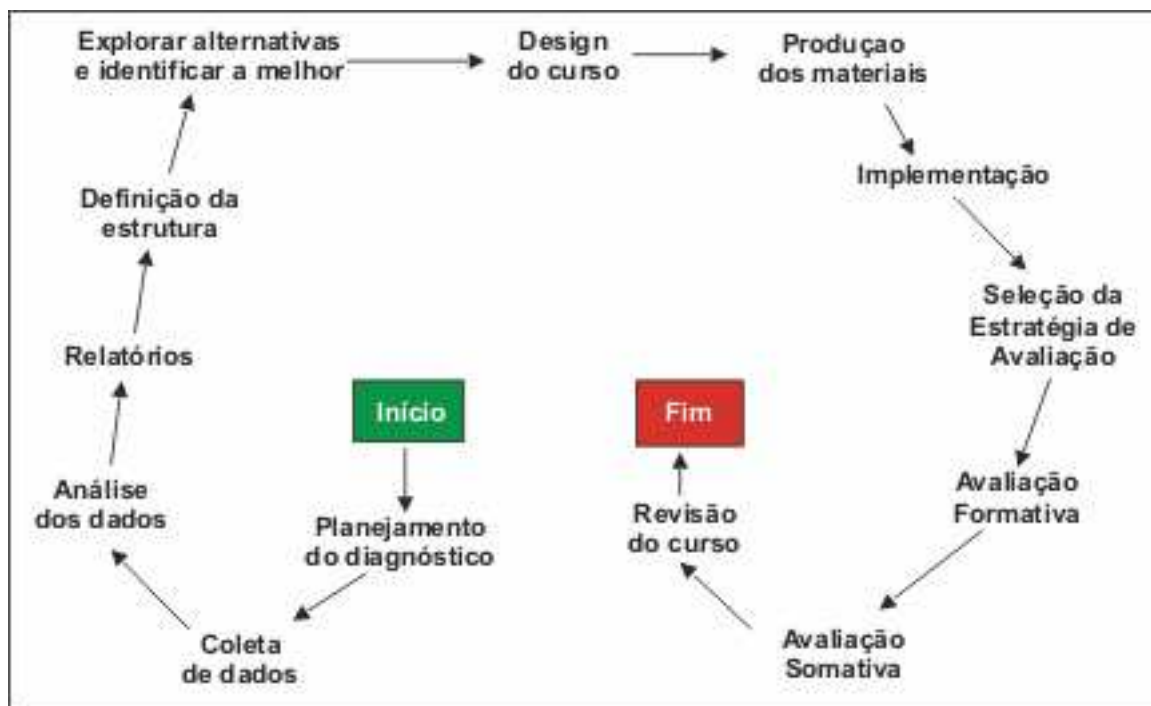 Explorar alternativas
e identificar a melhor
Design
do curso
Produçao
dos materiais
Implementação
Definição da
estrutura
Seleção da
Estratégia de
Avaliação
Relatórios
Início
Fim
Análise
dos dados
Planejamento
do diagnóstico
Revisão
do curso
Avaliação
Formativa
Coleta
de dados
Avaliação
Somativa